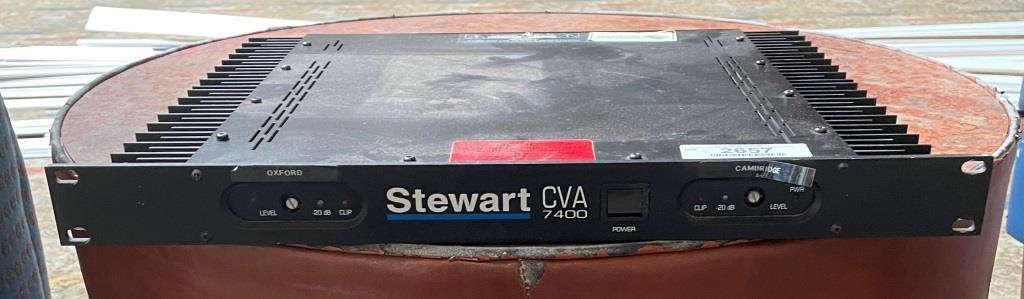 2657
OXFORD
CAMBRIDGE
LEVEL -20 dB CLIP
Stewart CVA
7400
POWER
PWR
CLIP -20 dB LEVEL